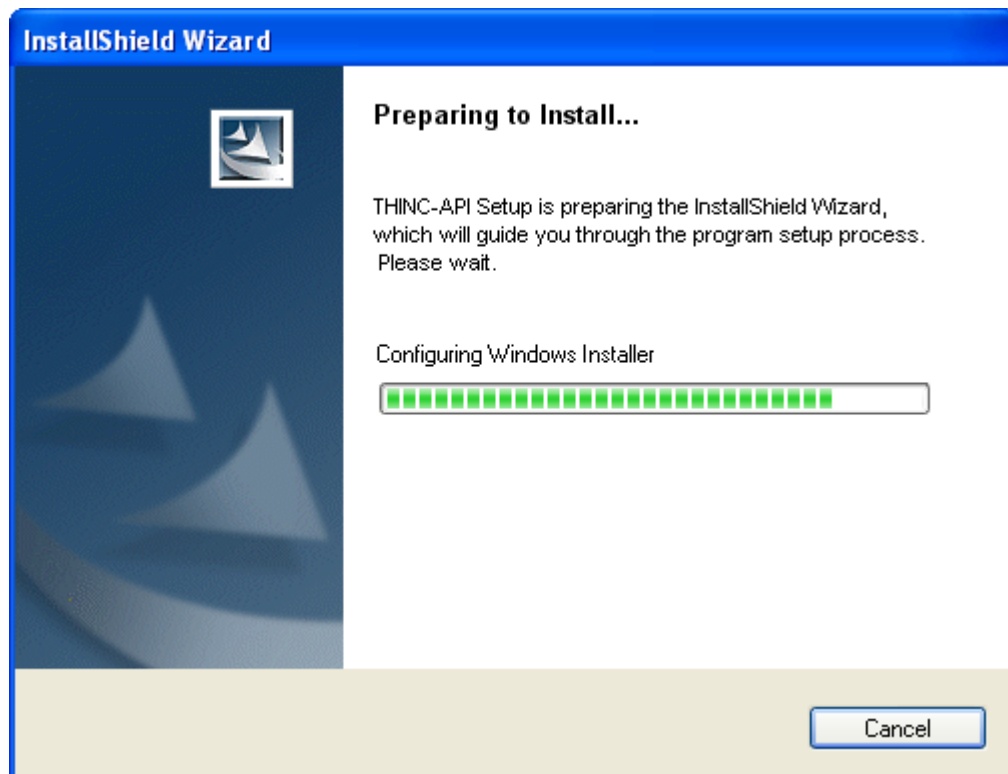 InstallShield Wizard
Preparing to Install...
THINC-API Setup is preparing the InstallShield Wizard,
which will guide you through the program setup process.
Please wait.
Configuring Windows Installer
Cancel